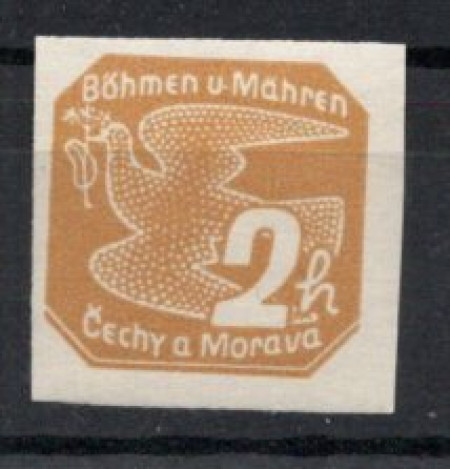 Böhmen u. Mähren
2h
Čechy a Morava